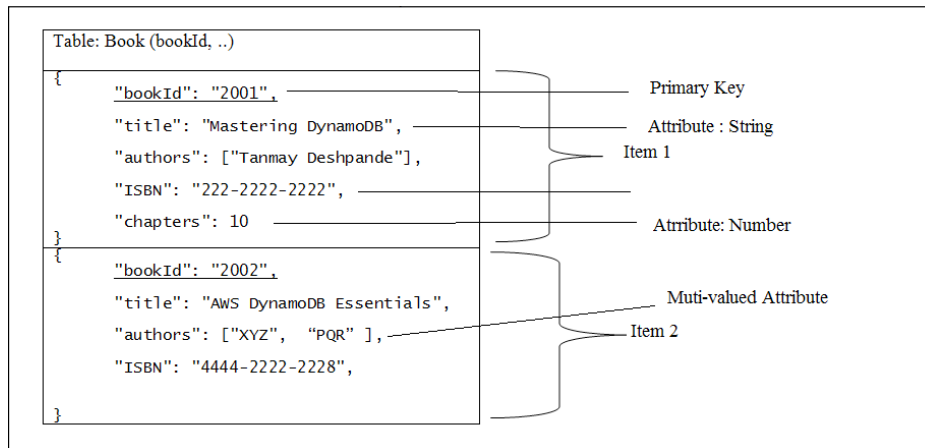 Table: Book (bookId, ..)
{
"bookId": "2001",
Primary Key
"title": "Mastering DynamoDB",
Attribute : String
"authors": ["Tanmay Deshpande"],
Item 1
"ISBN": "222-2222-2222",
"chapters": 10
Atrribute: Number
}
{
"bookId": "2002",
"title": "AWS DynamoDB Essentials",
Muti-valued Attribute
"authors": ["XYZ", “PQR” ],
Item 2
"ISBN": "4444-2222-2228",
}